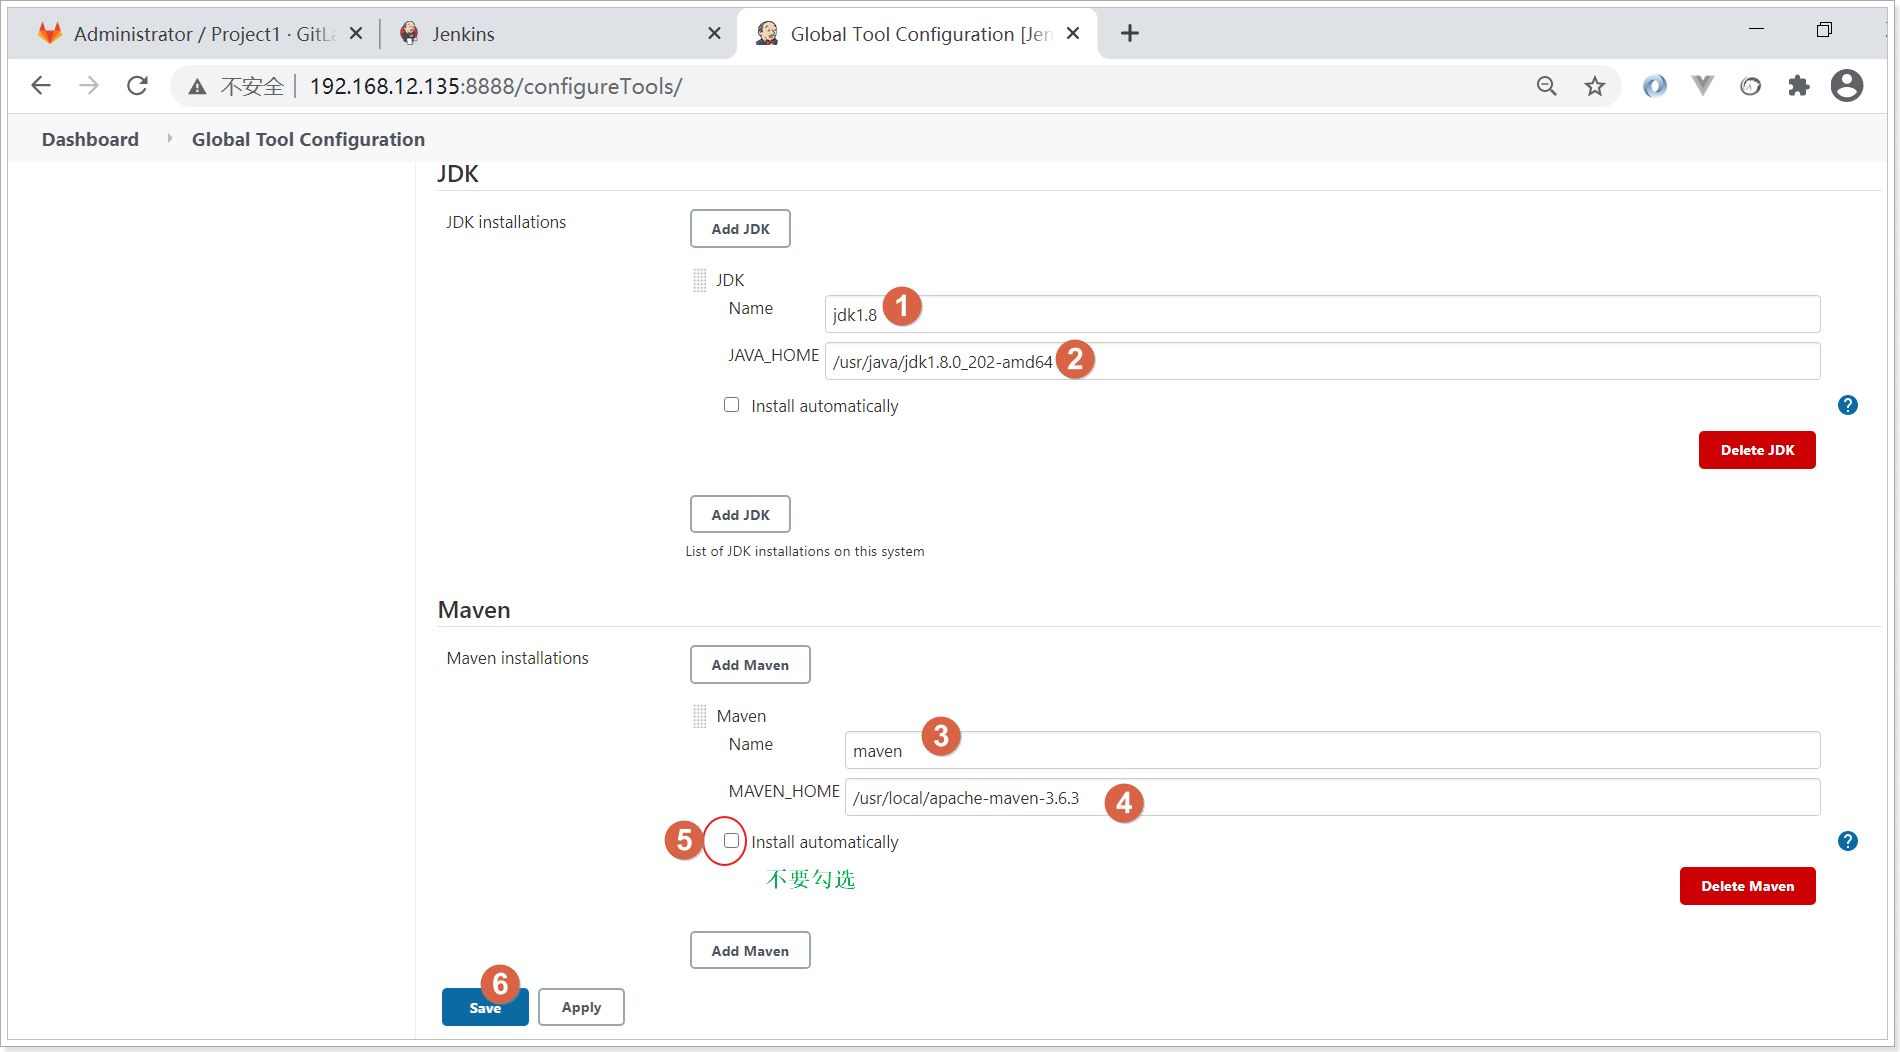 Administrator / Project1 · GitLa
Jenkins
Global Tool Configuration [Jen
不安全 192.168.12.135:8888/configureTools/
Dashboard Global Tool Configuration
JDK
JDK installations
Add JDK
JDK
Name jdk1.8 1
JAVA_HOME /usr/java/jdk1.8.0_202-amd64 2
Install automatically ?
Delete JDK
Add JDK
List of JDK installations on this system
Maven
Maven installations
Add Maven
Maven
Name maven 3
MAVEN_HOME /usr/local/apache-maven-3.6.3 4
5 Install automatically ?
不要勾选
Delete Maven
Add Maven
6
Save Apply